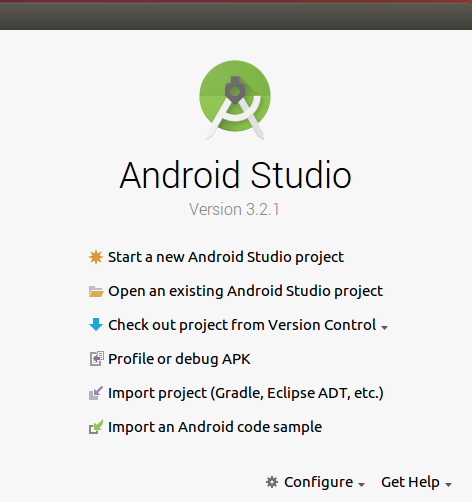 Android Studio
Version 3.2.1
Start a new Android Studio project
Open an existing Android Studio project
Check out project from Version Control
Profile or debug APK
Import project (Gradle, Eclipse ADT, etc.)
Import an Android code sample
Configure Get Help